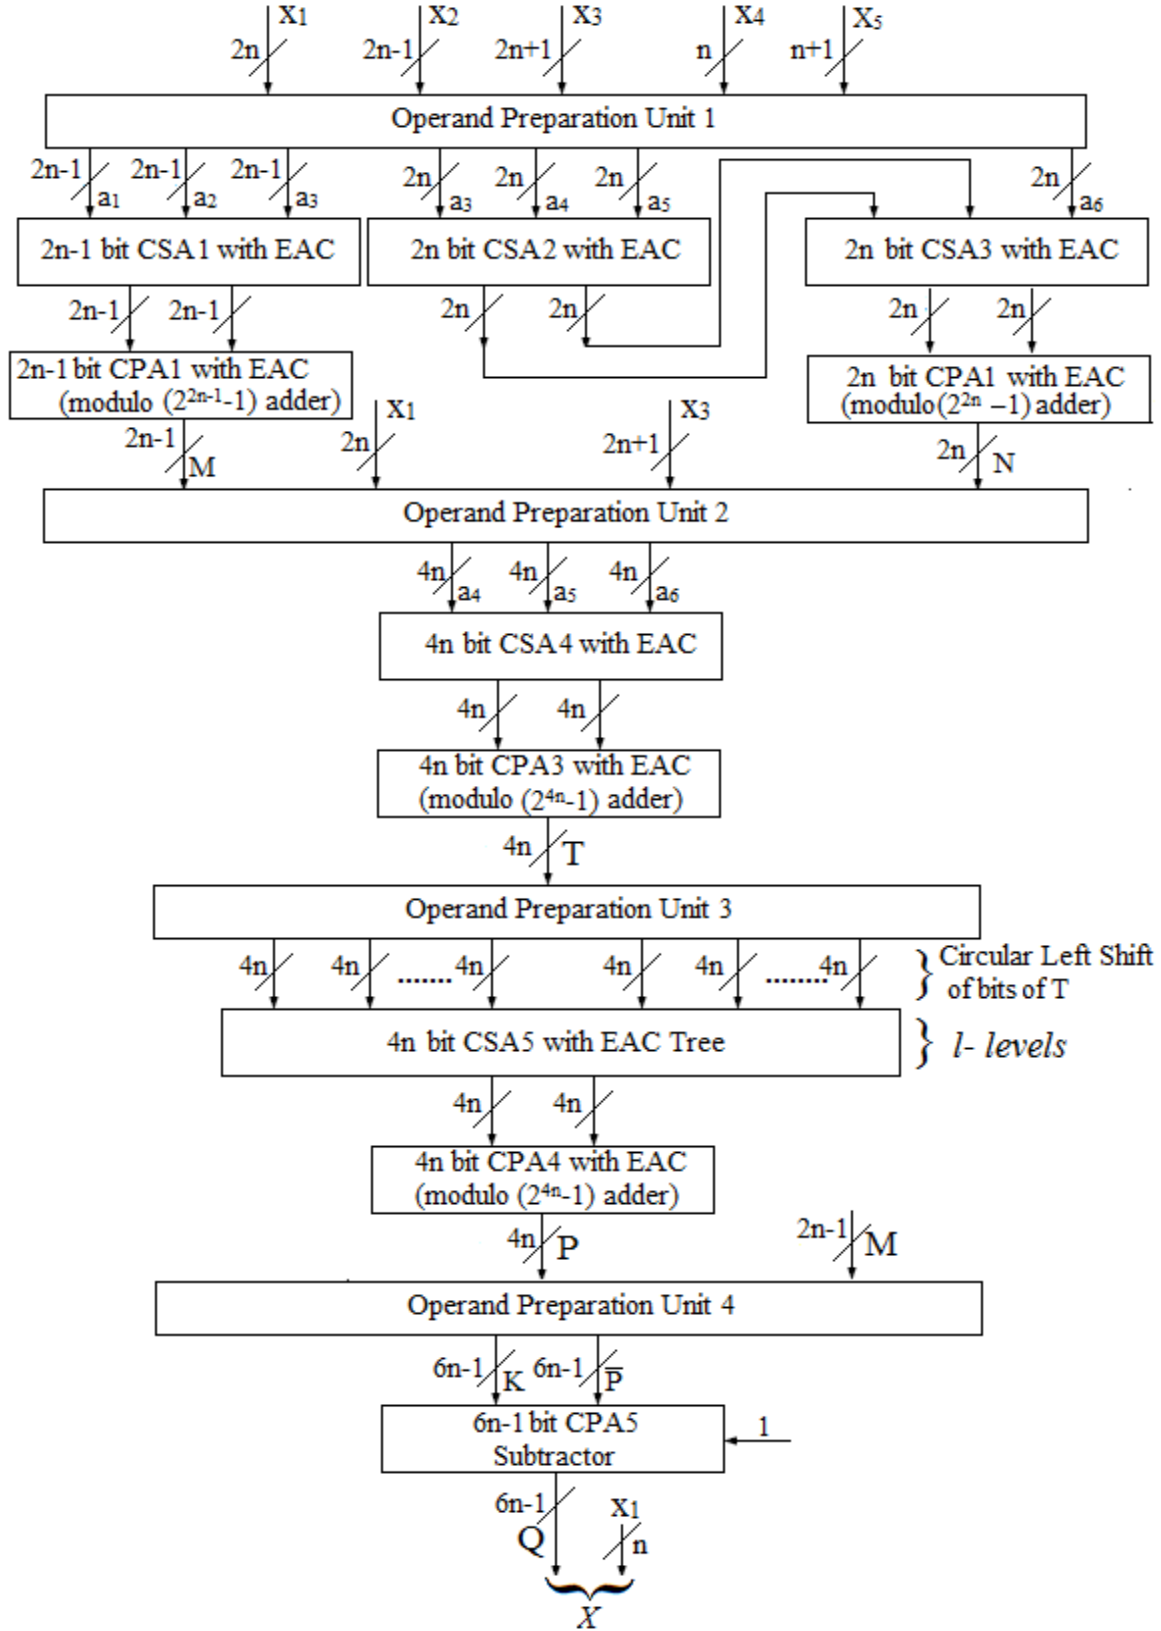 x1 x2 x3 x4 x5
2n 2n-1 2n+1 n n+1
Operand Preparation Unit 1
2n-1 2n-1 2n-1 2n 2n 2n 2n
a1 a2 a3 a3 a4 a5 a6
2n-1 bit CSA1 with EAC 2n bit CSA2 with EAC 2n bit CSA3 with EAC
2n-1 2n-1 2n 2n 2n 2n
2n-1 bit CPA1 with EAC 2n bit CPA1 with EAC
(modulo (2^{2n-1}-1) adder) (modulo(2^{2n} –1) adder)
x1 x3
2n-1 2n 2n+1 2n
M N
Operand Preparation Unit 2
4n 4n 4n
a4 a5 a6
4n bit CSA4 with EAC
4n 4n
4n bit CPA3 with EAC
(modulo (2^{4n}-1) adder)
4n T
Operand Preparation Unit 3
4n 4n ....... 4n 4n 4n ........ 4n } Circular Left Shift
of bits of T
4n bit CSA5 with EAC Tree } l- levels
4n 4n
4n bit CPA4 with EAC
(modulo (2^{4n}-1) adder)
4n P 2n-1 M
Operand Preparation Unit 4
6n-1 K 6n-1 P̅
6n-1 bit CPA5
Subtractor
1
6n-1 x1
Q n
X